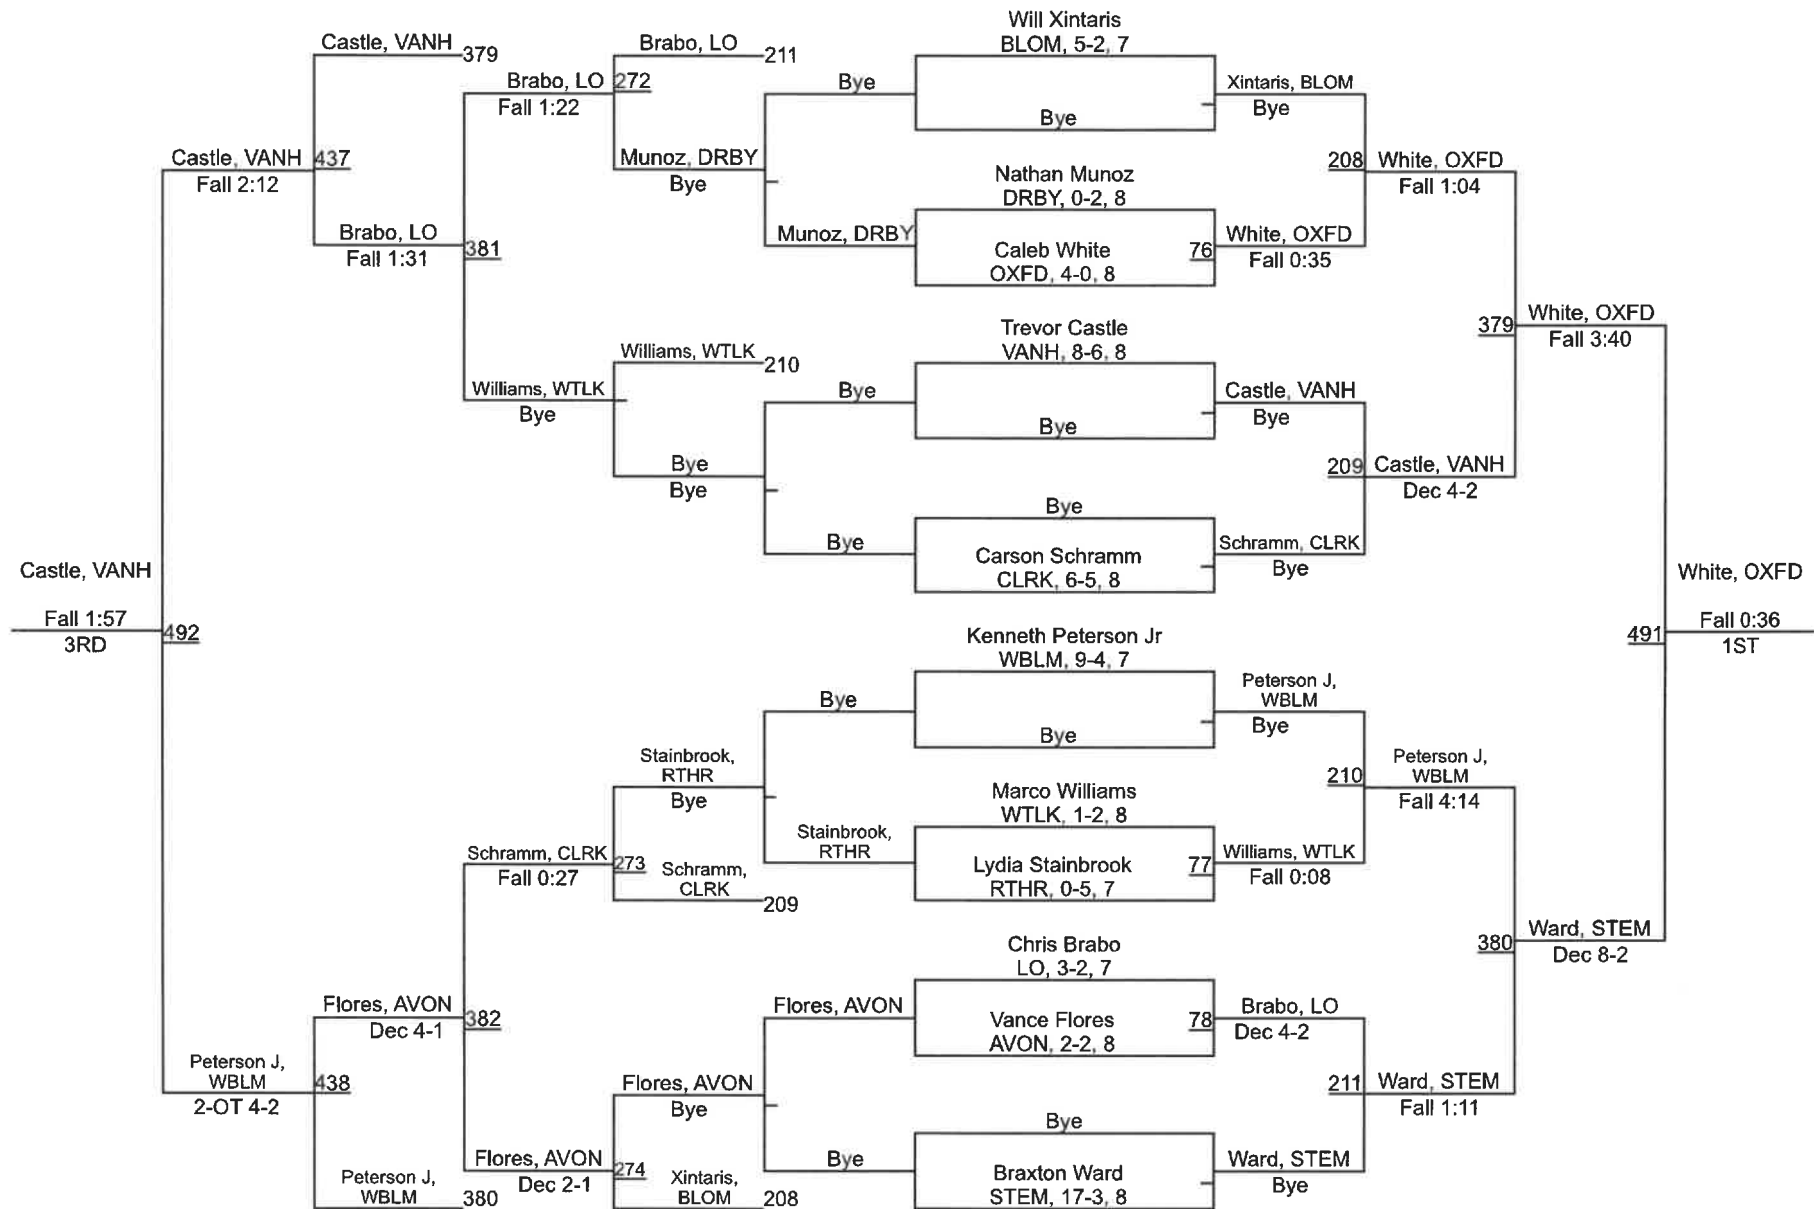 Will Xintaris
BLOM, 5-2, 7
Castle, VANH
379
Brabo, LO
211
Brabo, LO
272
Fall 1:22
Bye
Bye
Xintaris, BLOM
Bye
Castle, VANH
437
Fall 2:12
Munoz, DRBY
Bye
Nathan Munoz
DRBY, 0-2, 8
208
White, OXFD
Fall 1:04
Brabo, LO
381
Fall 1:31
Munoz, DRBY
Caleb White
OXFD, 4-0, 8
76
White, OXFD
Fall 0:35
Trevor Castle
VANH, 8-6, 8
379
White, OXFD
Fall 3:40
Williams, WTLK
210
Williams, WTLK
Bye
Bye
Bye
Castle, VANH
Bye
Bye
Bye
209
Castle, VANH
Dec 4-2
Bye
Bye
Carson Schramm
CLRK, 6-5, 8
Schramm, CLRK
Bye
Castle, VANH
Fall 1:57
3RD
492
White, OXFD
Fall 0:36
1ST
491
Kenneth Peterson Jr
WBLM, 9-4, 7
Bye
Bye
Peterson J,
WBLM
Bye
Stainbrook,
RTHR
Bye
Marco Williams
WTLK, 1-2, 8
210
Peterson J,
WBLM
Fall 4:14
Schramm, CLRK
273
Fall 0:27
Schramm,
CLRK
209
Stainbrook,
RTHR
Lydia Stainbrook
RTHR, 0-5, 7
77
Williams, WTLK
Fall 0:08
Chris Brabo
LO, 3-2, 7
380
Ward, STEM
Dec 8-2
Flores, AVON
382
Dec 4-1
Flores, AVON
Vance Flores
AVON, 2-2, 8
78
Brabo, LO
Dec 4-2
Peterson J,
WBLM
438
2-OT 4-2
Flores, AVON
Bye
211
Ward, STEM
Fall 1:11
Bye
Peterson J,
WBLM
380
Flores, AVON
274
Dec 2-1
Xintaris,
BLOM
208
Bye
Braxton Ward
STEM, 17-3, 8
Ward, STEM
Bye